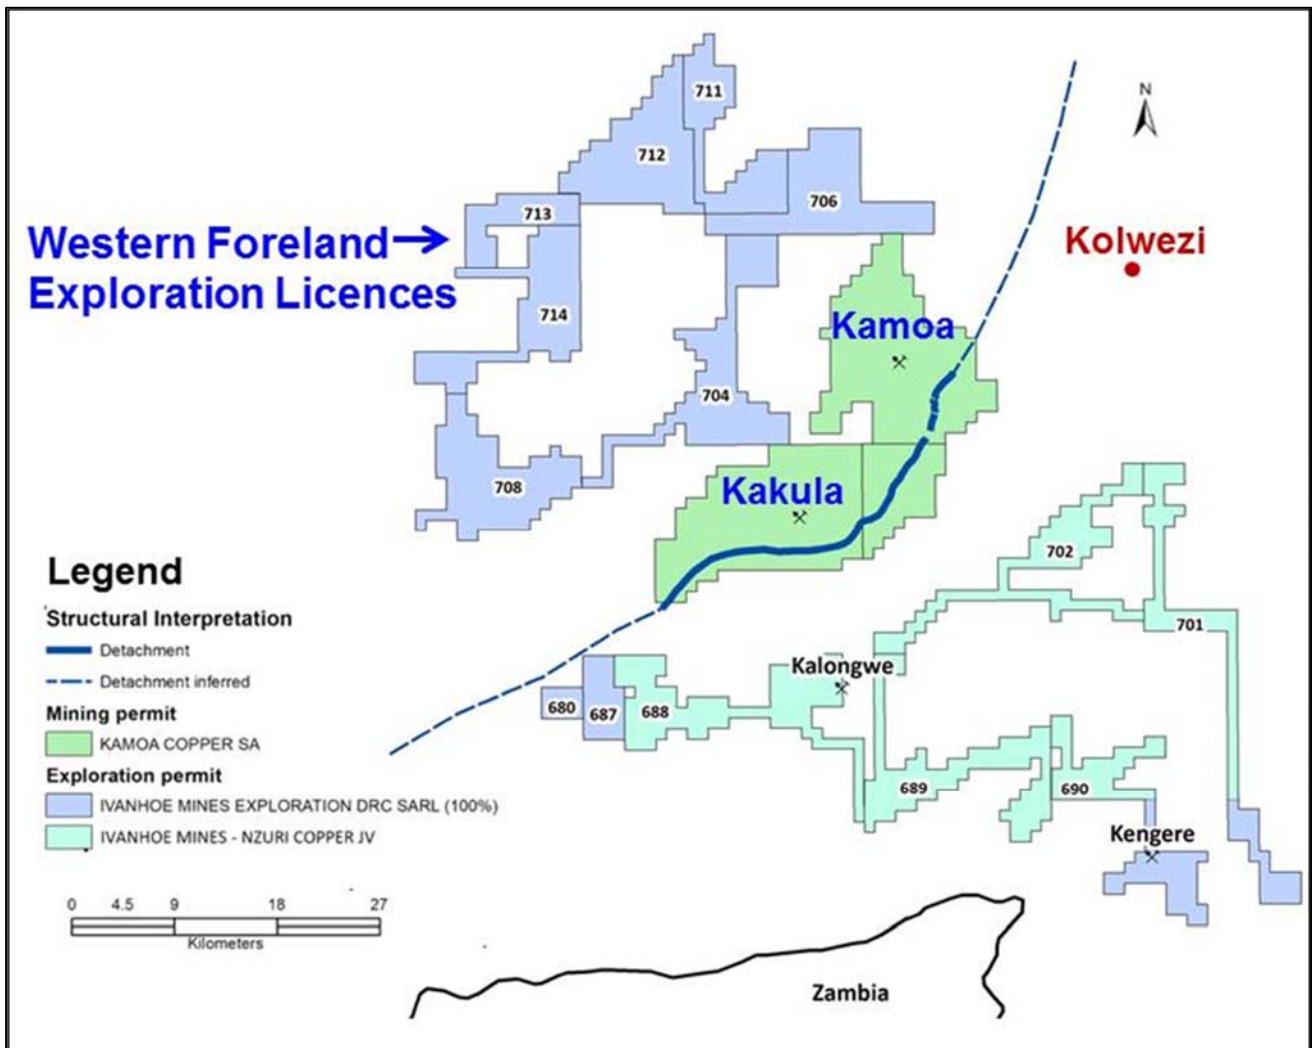 711
N
712
706
713
Western Foreland
Exploration Licences
Kolwezi
714
Kamoa
704
708
Kakula
702
701
Kalongwe
680
687
688
689
690
Kengere
Legend
Structural Interpretation
Detachment
Detachment inferred
Mining permit
KAMOA COPPER SA
Exploration permit
IVANHOE MINES EXPLORATION DRC SARL (100%)
IVANHOE MINES - NZURI COPPER JV
0 4.5 9 18 27
Kilometers
Zambia